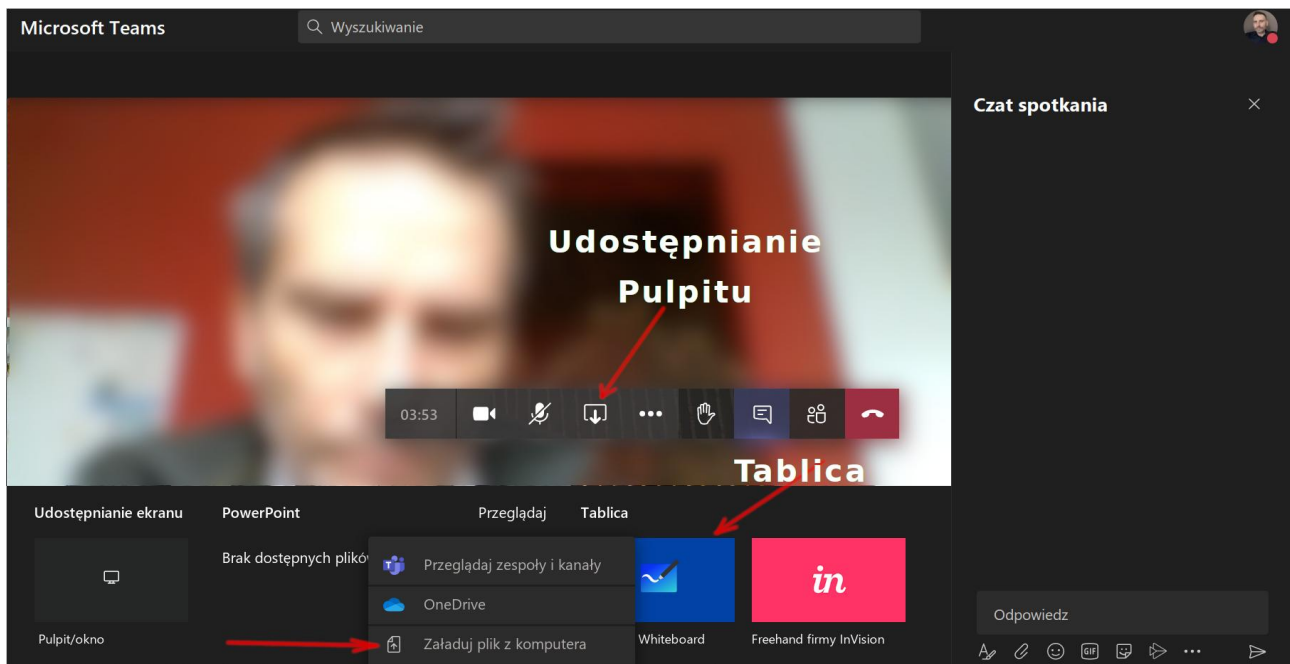 Microsoft Teams
Wyszukiwanie
Czat spotkania
Udostępnianie
Pulpitu
03:53
Tablica
Udostępnianie ekranu
PowerPoint
Przeglądaj
Tablica
Brak dostępnych plików
Przeglądaj zespoły i kanały
OneDrive
Załaduj plik z komputera
Pulpit/okno
Whiteboard
in
Freehand firmy InVision
Odpowiedz
GIF